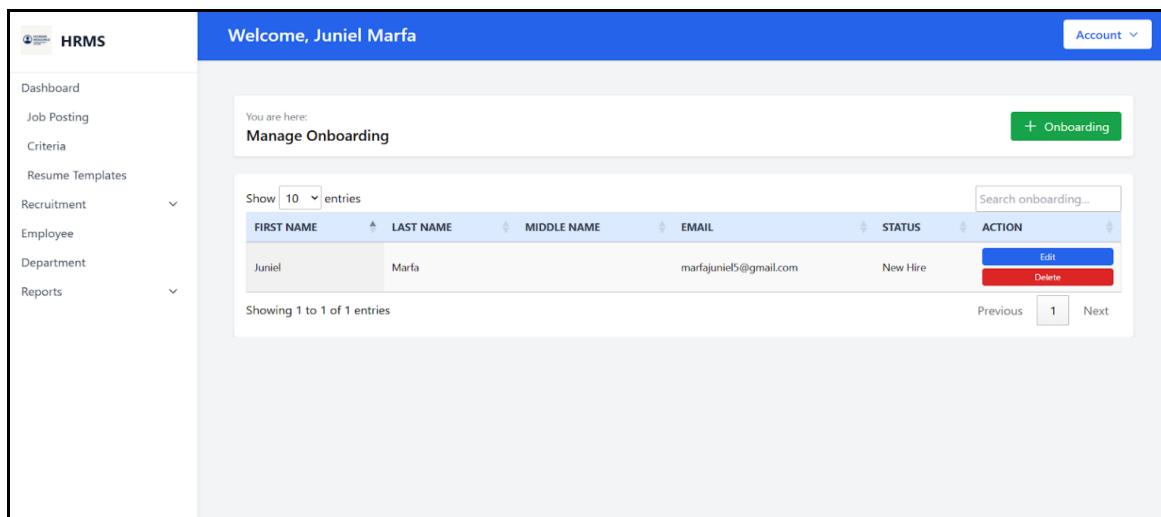 HRMS
Welcome, Juniel Marfa
Account
Dashboard
Job Posting
Criteria
Resume Templates
Recruitment
Employee
Department
Reports
You are here:
Manage Onboarding
+ Onboarding
Show 10 entries
Search onboarding...
FIRST NAME LAST NAME MIDDLE NAME EMAIL STATUS ACTION
Juniel Marfa marfajuniel5@gmail.com New Hire Edit
Delete
Showing 1 to 1 of 1 entries
Previous 1 Next